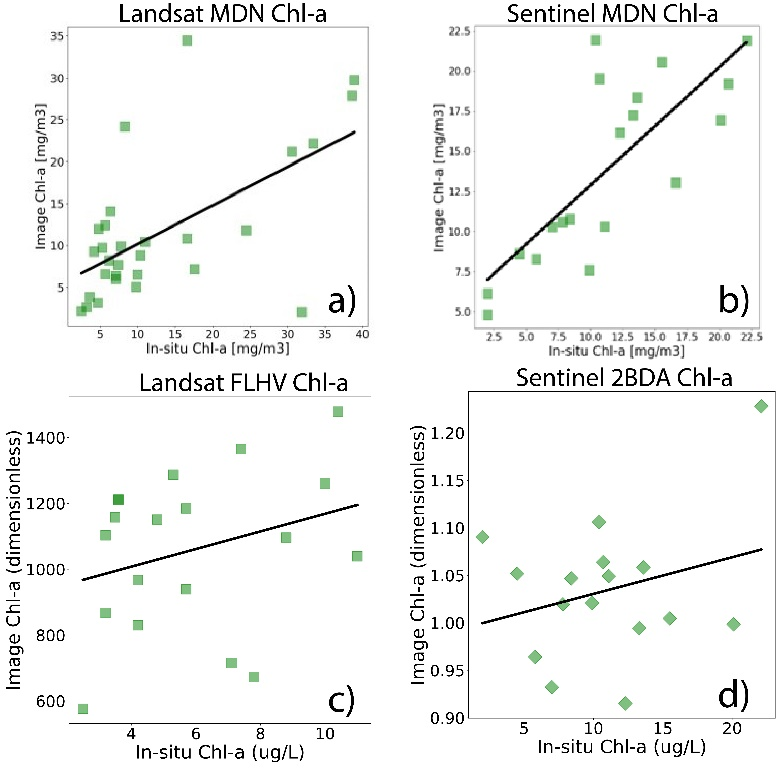 Landsat MDN Chl-a
35
30
25
20
15
10
5
Image Chl-a [mg/m3]
a)
5 10 15 20 25 30 35 40
In-situ Chl-a [mg/m3]
Sentinel MDN Chl-a
22.5
20.0
17.5
15.0
12.5
10.0
7.5
5.0
Image Chl-a [mg/m3]
b)
2.5 5.0 7.5 10.0 12.5 15.0 17.5 20.0 22.5
In-situ Chl-a [mg/m3]
Landsat FLHV Chl-a
1400
1200
1000
800
600
Image Chl-a (dimensionless)
c)
4 6 8 10
In-situ Chl-a (ug/L)
Sentinel 2BDA Chl-a
1.20
1.15
1.10
1.05
1.00
0.95
0.90
Image Chl-a (dimensionless)
d)
5 10 15 20
In-situ Chl-a (ug/L)